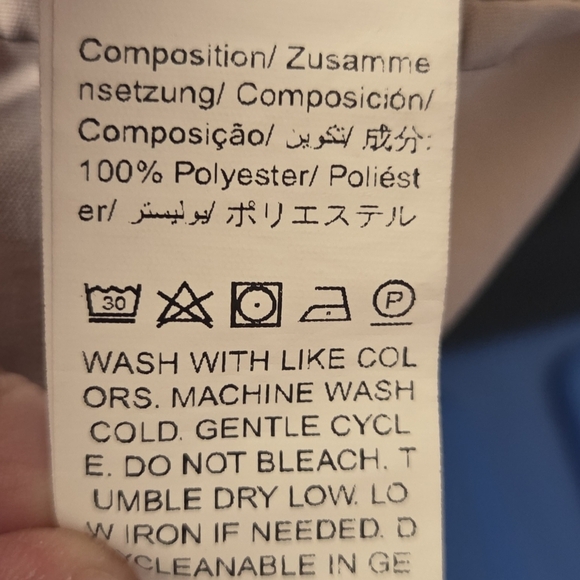 Composition/ Zusamme
nsetzung/ Composición/
Composição/ تكوين/ 成分:
100% Polyester/ Poliést
er/ بوليستر/ ポリエステル
30 P
WASH WITH LIKE COL
ORS. MACHINE WASH
COLD. GENTLE CYCL
E. DO NOT BLEACH. T
UMBLE DRY LOW. LO
W IRON IF NEEDED. D
YCLEANABLE IN GE